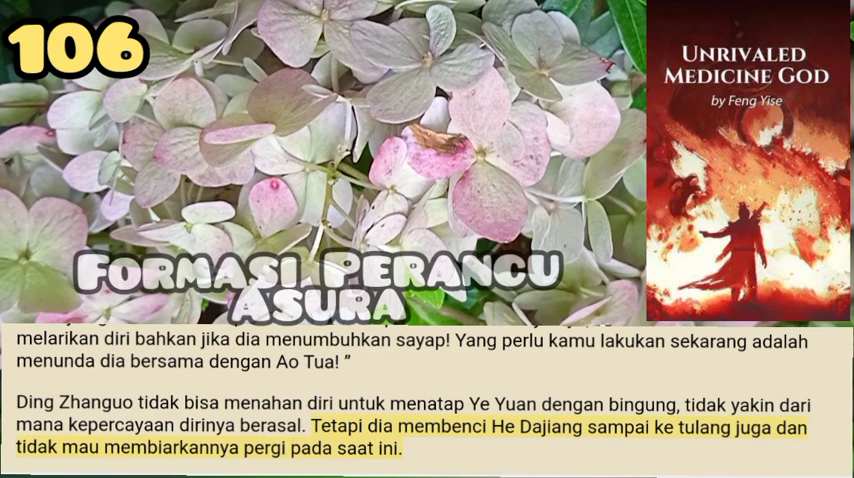 106
UNRIVALED
MEDICINE GOD
by Feng Yise
FORMASI PERANCU
ASURA
melarikan diri bahkan jika dia menumbuhkan sayap! Yang perlu kamu lakukan sekarang adalah
menunda dia bersama dengan Ao Tua! ”
Ding Zhanguo tidak bisa menahan diri untuk menatap Ye Yuan dengan bingung, tidak yakin dari
mana kepercayaan dirinya berasal. Tetapi dia membenci He Dajiang sampai ke tulang juga dan
tidak mau membiarkannya pergi pada saat ini.